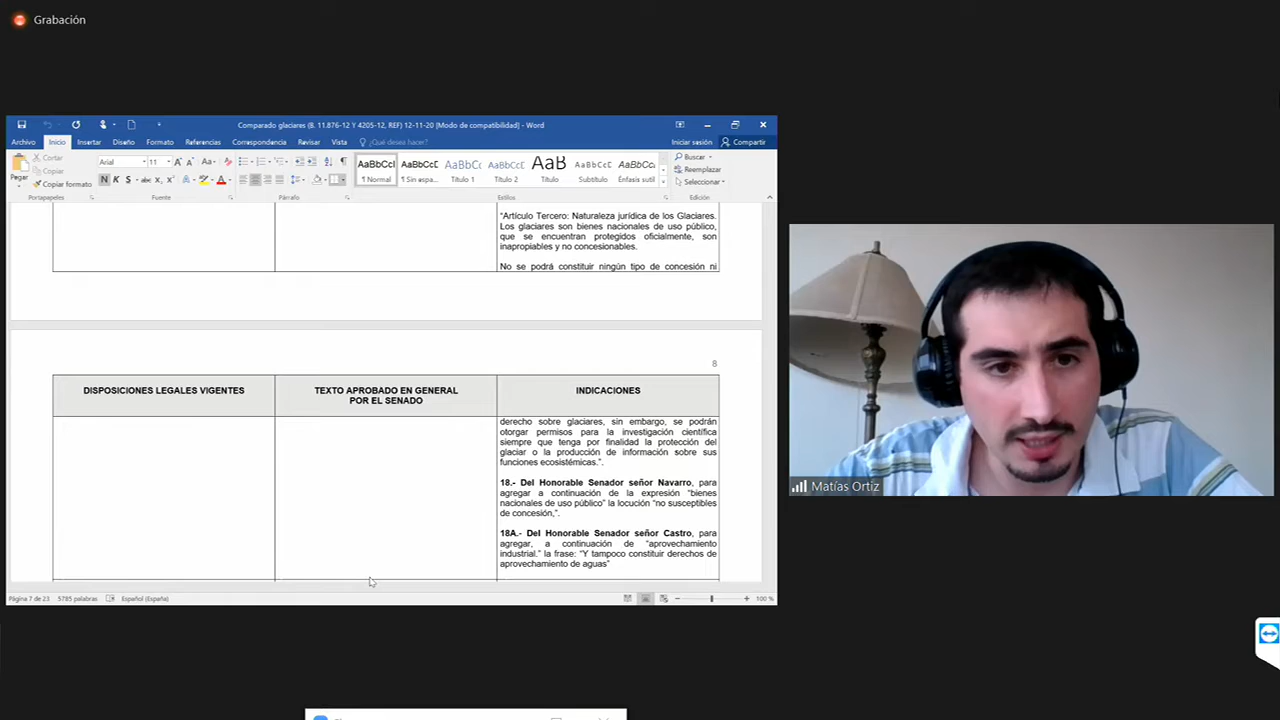 Grabación
Comparado glaciares (B. 11.876-12 Y 4205-12, REF) 12-11-20 [Modo de compatibilidad] - Word
Archivo Inicio Insertar Diseño Formato Referencias Correspondencia Revisar Vista ¿Qué desea hacer? Iniciar sesión Compartir
Pegar
Cortar
Copiar
Copiar formato
Arial 11
N K S abc x₂ x²
AaBbCcI AaBbCcD AaBbCc AaBbCc AaB AaBbCcD AaBbCcD
¶ Normal ¶ Sin espa... Título 1 Título 2 Título Subtítulo Énfasis sutil
Buscar
Reemplazar
Seleccionar
Portapapeles Fuente Párrafo Estilos Edición
“Artículo Tercero: Naturaleza jurídica de los Glaciares.
Los glaciares son bienes nacionales de uso público,
que se encuentran protegidos oficialmente, son
inapropiables y no concesionables.
No se podrá constituir ningún tipo de concesión ni
8
DISPOSICIONES LEGALES VIGENTES
TEXTO APROBADO EN GENERAL
POR EL SENADO
INDICACIONES
derecho sobre glaciares, sin embargo, se podrán
otorgar permisos para la investigación científica
siempre que tenga por finalidad la protección del
glaciar o la producción de información sobre sus
funciones ecosistémicas.”.
18.- Del Honorable Senador señor Navarro, para
agregar a continuación de la expresión “bienes
nacionales de uso público” la locución “no susceptibles
de concesión,”.
18A.- Del Honorable Senador señor Castro, para
agregar, a continuación de “aprovechamiento
industrial.” la frase: “Y tampoco constituir derechos de
aprovechamiento de aguas”
Página 7 de 23 5785 palabras Español (España) 100 %
Matías Ortiz